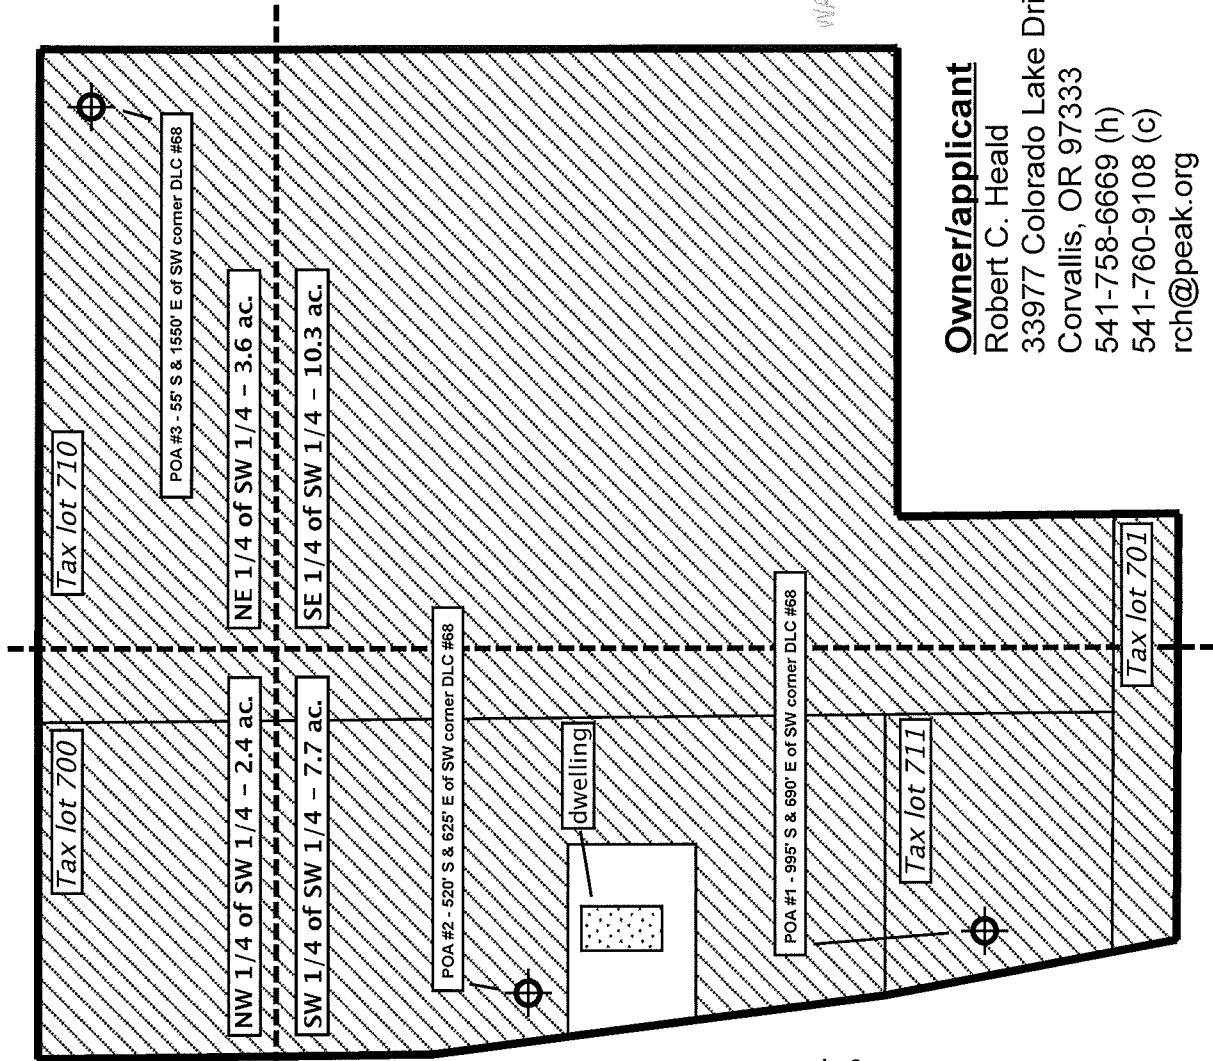 Tax lot 700
Tax lot 710
POA #3 - 55' S & 1550' E of SW corner DLC #68
NW 1/4 of SW 1/4 – 2.4 ac.
NE 1/4 of SW 1/4 – 3.6 ac.
SW 1/4 of SW 1/4 – 7.7 ac.
SE 1/4 of SW 1/4 – 10.3 ac.
POA #2 - 520' S & 625' E of SW corner DLC #68
dwelling
POA #1 - 995' S & 690' E of SW corner DLC #68
Tax lot 711
Tax lot 701
Owner/applicant
Robert C. Heald
33977 Colorado Lake Dri
Corvallis, OR 97333
541-758-6669 (h)
541-760-9108 (c)
rch@peak.org